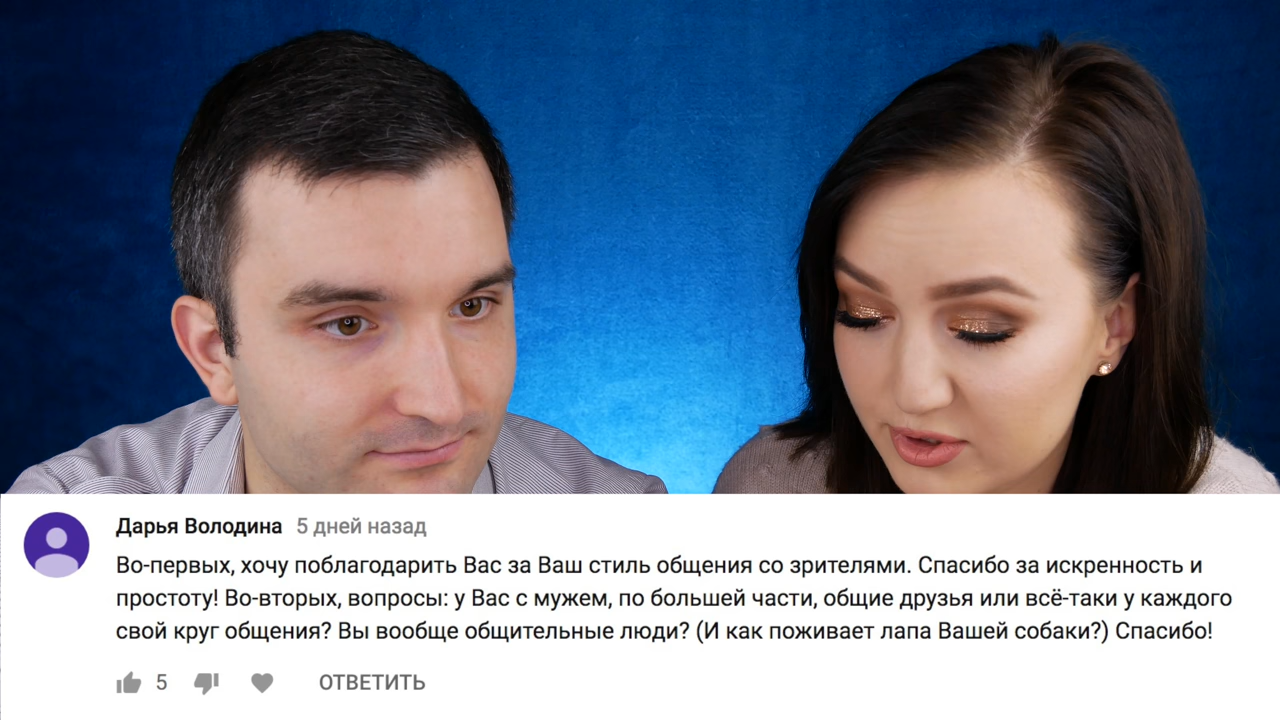 Дарья Володина 5 дней назад
Во-первых, хочу поблагодарить Вас за Ваш стиль общения со зрителями. Спасибо за искренность и
простоту! Во-вторых, вопросы: у Вас с мужем, по большей части, общие друзья или всё-таки у каждого
свой круг общения? Вы вообще общительные люди? (И как поживает лапа Вашей собаки?) Спасибо!
5 ОТВЕТИТЬ